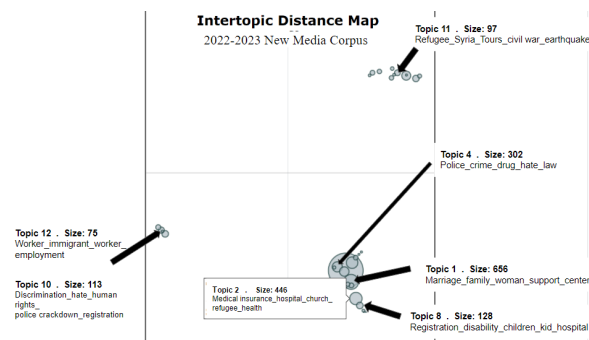 Intertopic Distance Map
2022-2023 New Media Corpus
Topic 11 . Size: 97
Refugee_Syria_Tours_civil war_earthquake
Topic 4 . Size: 302
Police_crime_drug_hate_law
Topic 12 . Size: 75
Worker_immigrant_worker_
employment
Topic 10 . Size: 113
Discrimination_hate_human
rights_
police crackdown_registration
Topic 2 . Size: 446
Medical insurance_hospital_church_
refugee_health
Topic 1 . Size: 656
Marriage_family_woman_support_center
Topic 8 . Size: 128
Registration_disability_children_kid_hospital